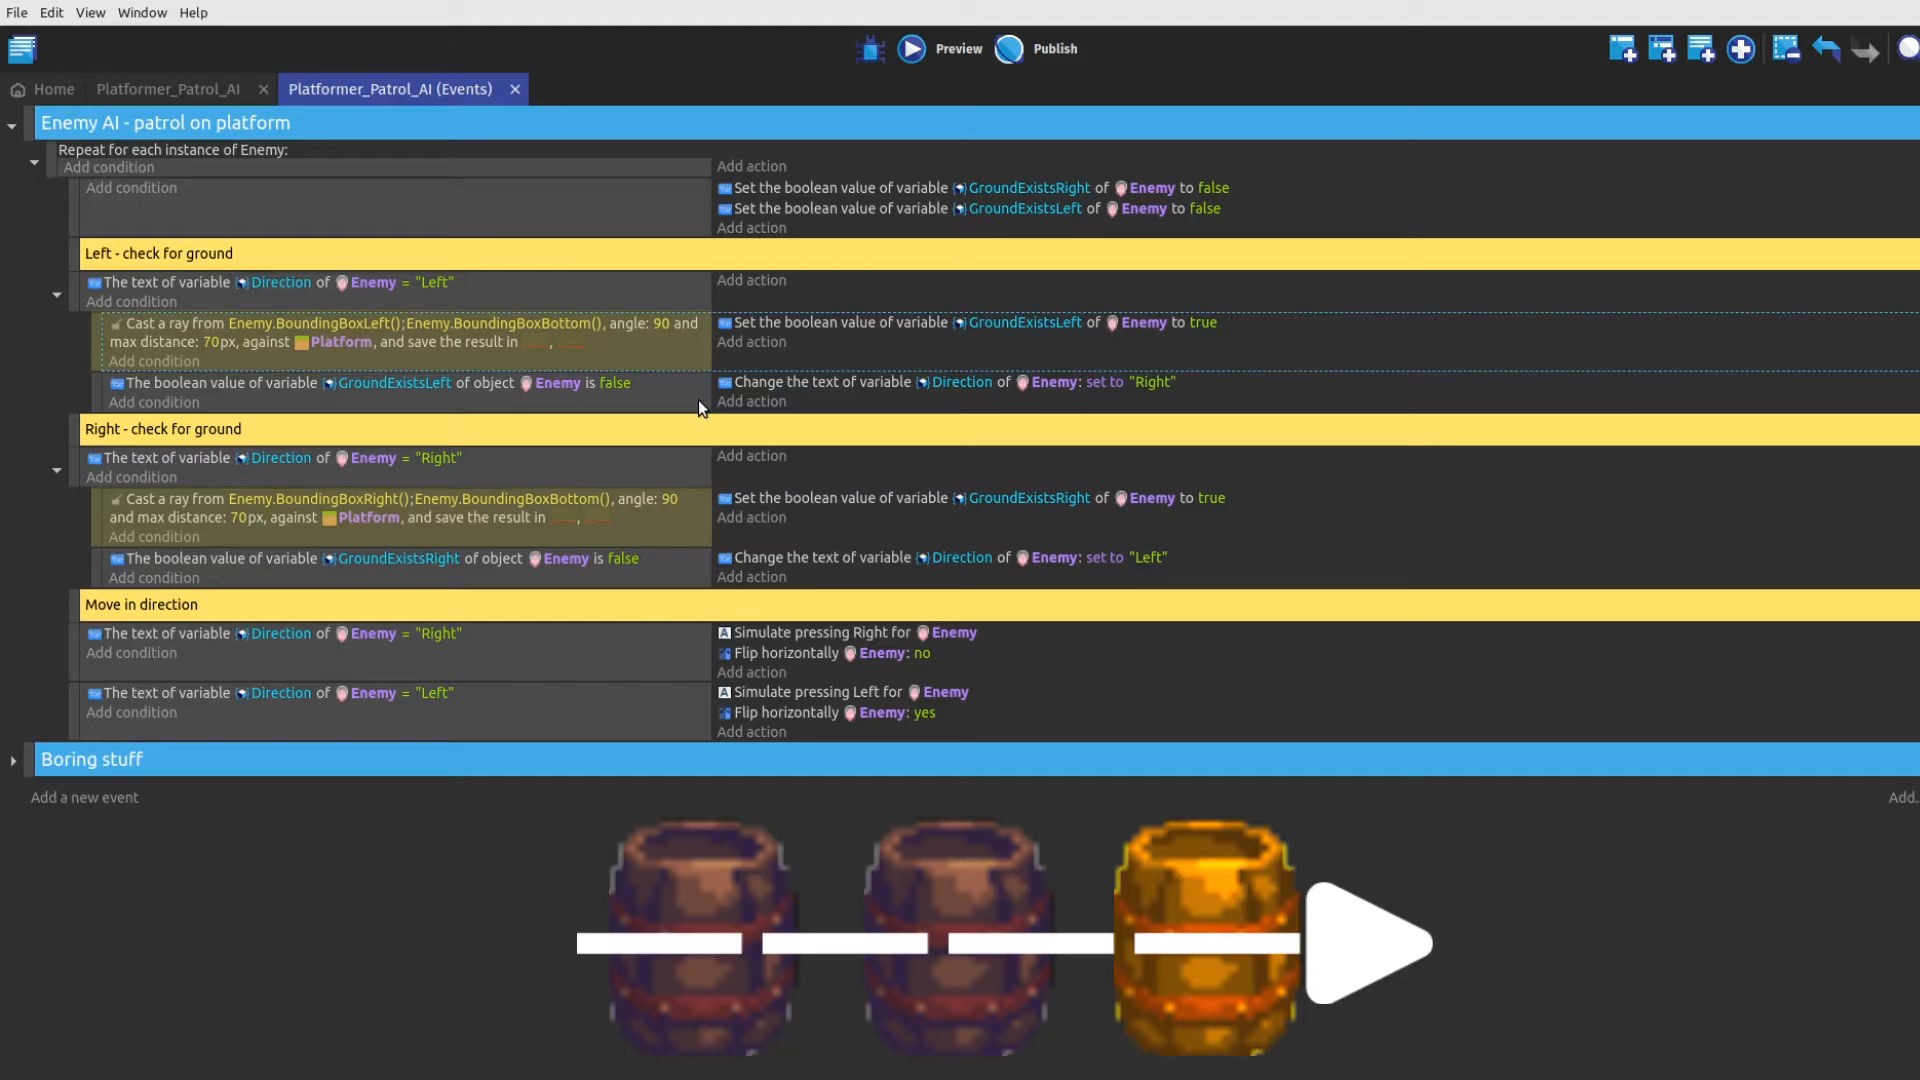 File Edit View Window Help
Preview Publish
Home Platformer_Patrol_AI Platformer_Patrol_AI (Events)
Enemy AI - patrol on platform
Repeat for each instance of Enemy:
Add condition
Add action
Add condition
Set the boolean value of variable GroundExistsRight of Enemy to false
Set the boolean value of variable GroundExistsLeft of Enemy to false
Add action
Left - check for ground
The text of variable Direction of Enemy = "Left"
Add condition
Add action
Cast a ray from Enemy.BoundingBoxLeft();Enemy.BoundingBoxBottom(), angle: 90 and
max distance: 70px, against Platform, and save the result in ____, ____
Add condition
Set the boolean value of variable GroundExistsLeft of Enemy to true
Add action
The boolean value of variable GroundExistsLeft of object Enemy is false
Add condition
Change the text of variable Direction of Enemy: set to "Right"
Add action
Right - check for ground
The text of variable Direction of Enemy = "Right"
Add condition
Add action
Cast a ray from Enemy.BoundingBoxRight();Enemy.BoundingBoxBottom(), angle: 90
and max distance: 70px, against Platform, and save the result in ____, ____
Add condition
Set the boolean value of variable GroundExistsRight of Enemy to true
Add action
The boolean value of variable GroundExistsRight of object Enemy is false
Add condition
Change the text of variable Direction of Enemy: set to "Left"
Add action
Move in direction
The text of variable Direction of Enemy = "Right"
Add condition
Simulate pressing Right for Enemy
Flip horizontally Enemy: no
Add action
The text of variable Direction of Enemy = "Left"
Add condition
Simulate pressing Left for Enemy
Flip horizontally Enemy: yes
Add action
Boring stuff
Add a new event
Add...